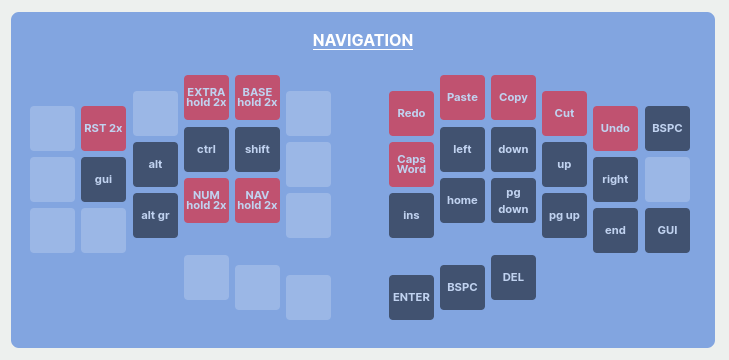 NAVIGATION
EXTRA
hold 2x
BASE
hold 2x
RST 2x
gui
alt
ctrl
shift
alt gr
NUM
hold 2x
NAV
hold 2x
Redo
Paste
Copy
Cut
Undo
BSPC
Caps
Word
left
down
up
right
ins
home
pg
down
pg up
end
GUI
ENTER
BSPC
DEL